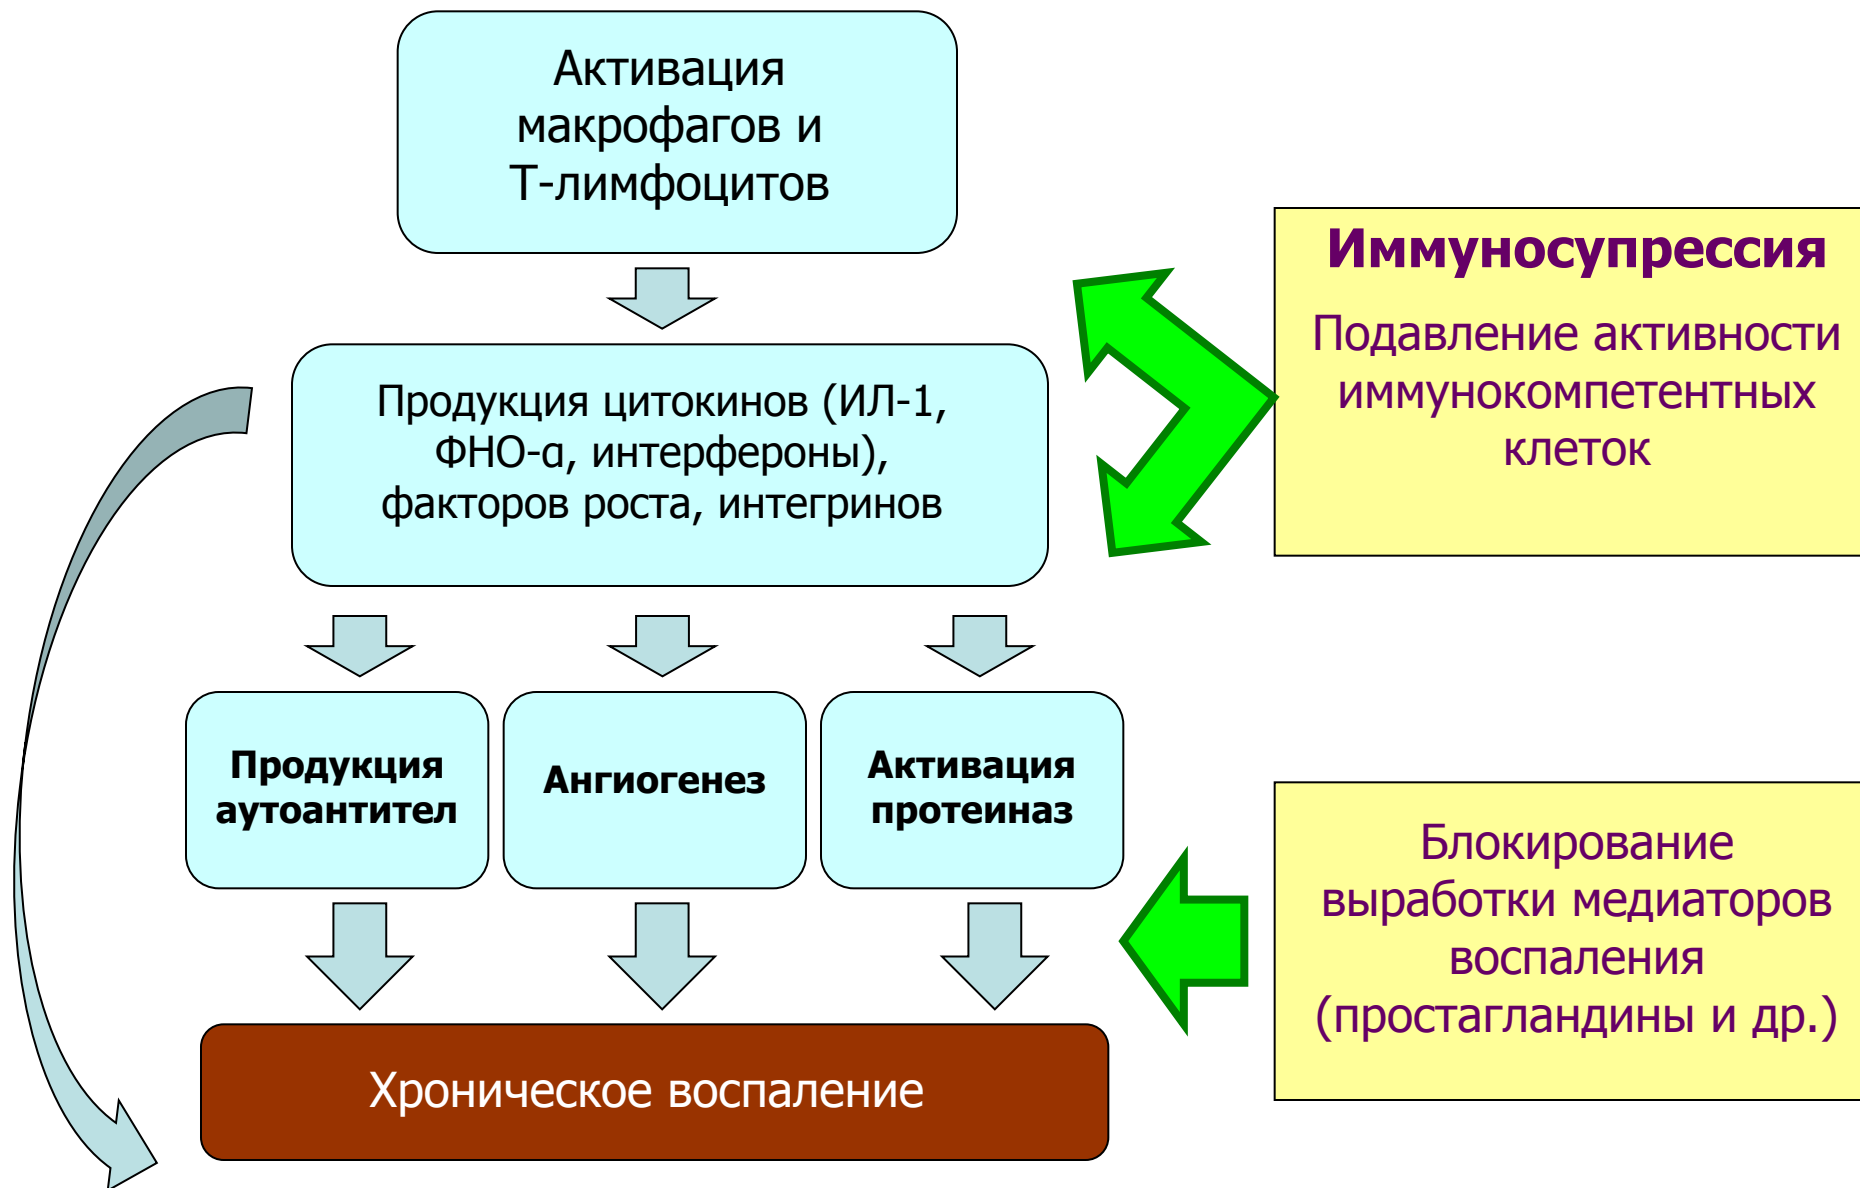 Активация
макрофагов и
Т-лимфоцитов
Иммуносупрессия
Подавление активности
иммунокомпетентных
клеток
Продукция цитокинов (ИЛ-1,
ФНО-α, интерфероны),
факторов роста, интегринов
Продукция
аутоантител
Ангиогенез
Активация
протеиназ
Блокирование
выработки медиаторов
воспаления
(простагландины и др.)
Хроническое воспаление